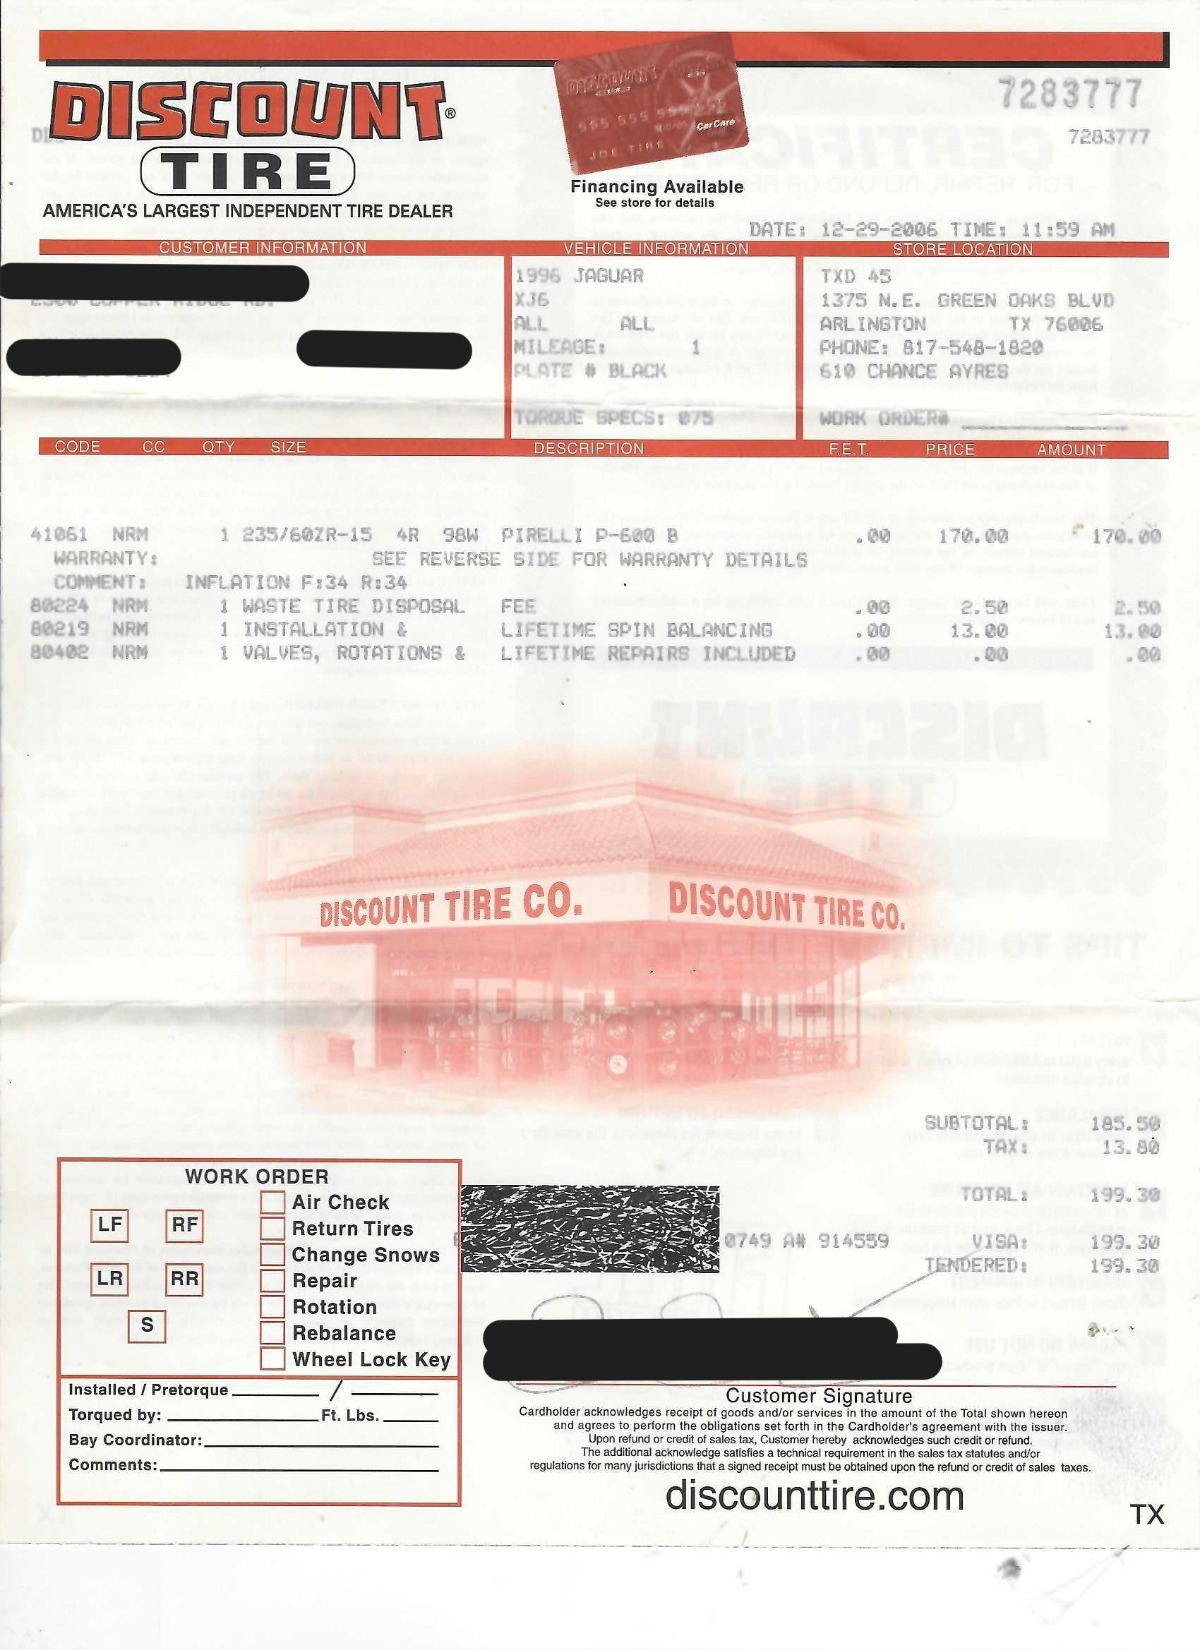 DISCOUNT®
TIRE
AMERICA'S LARGEST INDEPENDENT TIRE DEALER
DISCOUNT
CarCare
JOE TIRE
Financing Available
See store for details
7283777
7283777
DATE: 12-29-2006 TIME: 11:59 AM
CUSTOMER INFORMATION VEHICLE INFORMATION STORE LOCATION
1996 JAGUAR TXD 45
XJ6 1375 N.E. GREEN OAKS BLVD
ALL ALL ARLINGTON TX 76006
MILEAGE: 1 PHONE: 817-548-1820
PLATE # BLACK 610 CHANCE AYRES
TORQUE SPECS: 075 WORK ORDER#
CODE CC QTY SIZE DESCRIPTION F.E.T. PRICE AMOUNT
41061 NRM 1 235/60ZR-15 4R 98W PIRELLI P-600 B .00 170.00 170.00
WARRANTY: SEE REVERSE SIDE FOR WARRANTY DETAILS
COMMENT: INFLATION F:34 R:34
80224 NRM 1 WASTE TIRE DISPOSAL FEE .00 2.50 2.50
80219 NRM 1 INSTALLATION & LIFETIME SPIN BALANCING .00 13.00 13.00
80402 NRM 1 VALVES, ROTATIONS & LIFETIME REPAIRS INCLUDED .00 .00 .00
DISCOUNT TIRE CO. DISCOUNT TIRE CO.
SUBTOTAL: 185.50
TAX: 13.80
TOTAL: 199.30
0749 A# 914559 VISA: 199.30
TENDERED: 199.30
WORK ORDER
LF RF
LR RR
S
Air Check
Return Tires
Change Snows
Repair
Rotation
Rebalance
Wheel Lock Key
Installed / Pretorque /
Torqued by: Ft. Lbs.
Bay Coordinator:
Comments:
Customer Signature
Cardholder acknowledges receipt of goods and/or services in the amount of the Total shown hereon
and agrees to perform the obligations set forth in the Cardholder's agreement with the issuer.
Upon refund or credit of sales tax, Customer hereby acknowledges such credit or refund.
The additional acknowledge satisfies a technical requirement in the sales tax statutes and/or
regulations for many jurisdictions that a signed receipt must be obtained upon the refund or credit of sales taxes.
discounttire.com
TX